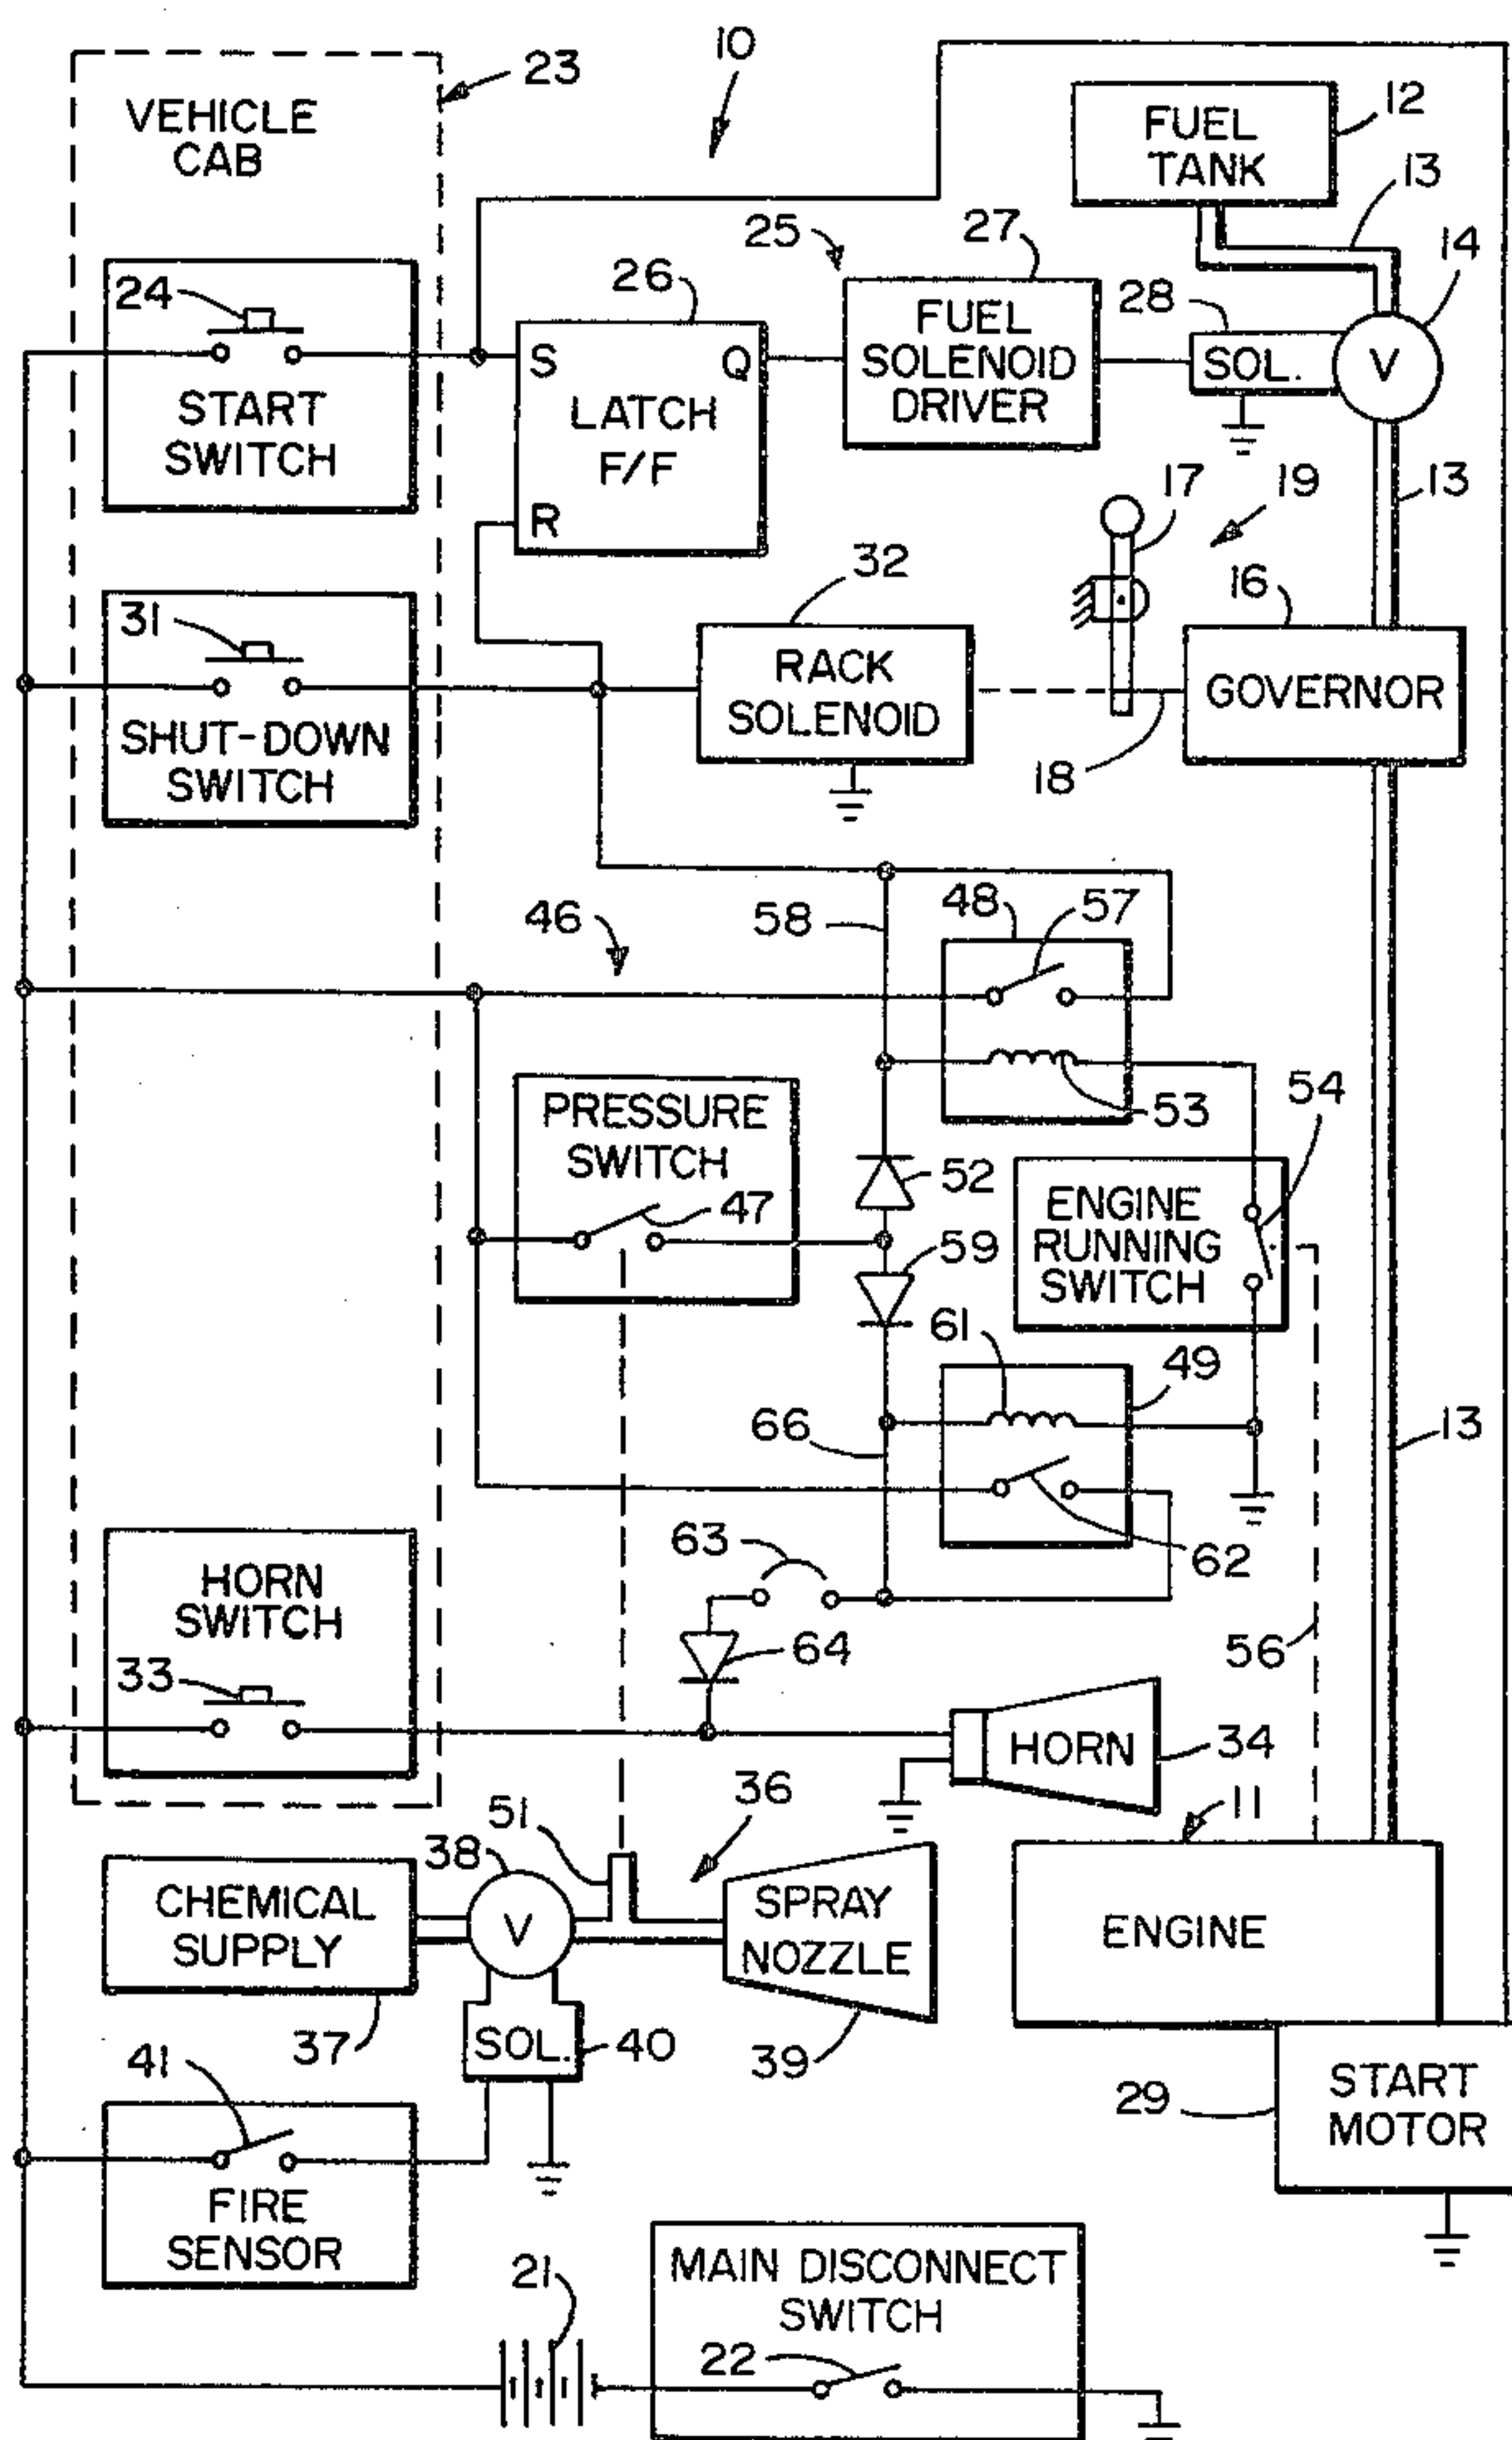 10
23
VEHICLE
CAB
FUEL
TANK
12
13
14
25
27
28
26
24
START
SWITCH
S
Q
LATCH
F/F
R
FUEL
SOLENOID
DRIVER
SOL.
V
17
19
13
31
SHUT-DOWN
SWITCH
32
RACK
SOLENOID
16
GOVERNOR
18
46
58
48
57
53
54
PRESSURE
SWITCH
47
52
59
ENGINE
RUNNING
SWITCH
61
49
66
13
62
63
64
56
HORN
SWITCH
33
HORN
34
36
11
51
38
CHEMICAL
SUPPLY
V
SPRAY
NOZZLE
ENGINE
37
SOL.
40
39
41
FIRE
SENSOR
29
START
MOTOR
21
MAIN DISCONNECT
SWITCH
22